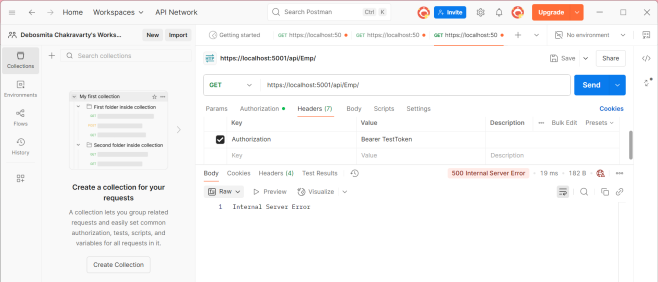 Home Workspaces API Network Search Postman Ctrl K Invite Upgrade
Debosmita Chakravarty's Works... New Import Getting started GET https://localhost:50 GET https://localhost:50 GET https://localhost:50 No environment
Collections
Environments
Flows
History
Search collections
My first collection
First folder inside collection
GET
GET
Second folder inside collection
GET
GET
Create a collection for your
requests
A collection lets you group related
requests and easily set common
authorization, tests, scripts, and
variables for all requests in it.
Create Collection
https://localhost:5001/api/Emp/ Save Share
GET https://localhost:5001/api/Emp/ Send
Params Authorization Headers (7) Body Scripts Settings Cookies
Key Value Description Bulk Edit Presets
Authorization Bearer TestToken
Key Value Description
Body Cookies Headers (4) Test Results 500 Internal Server Error 19 ms 182 B
Raw Preview Visualize
1 Internal Server Error